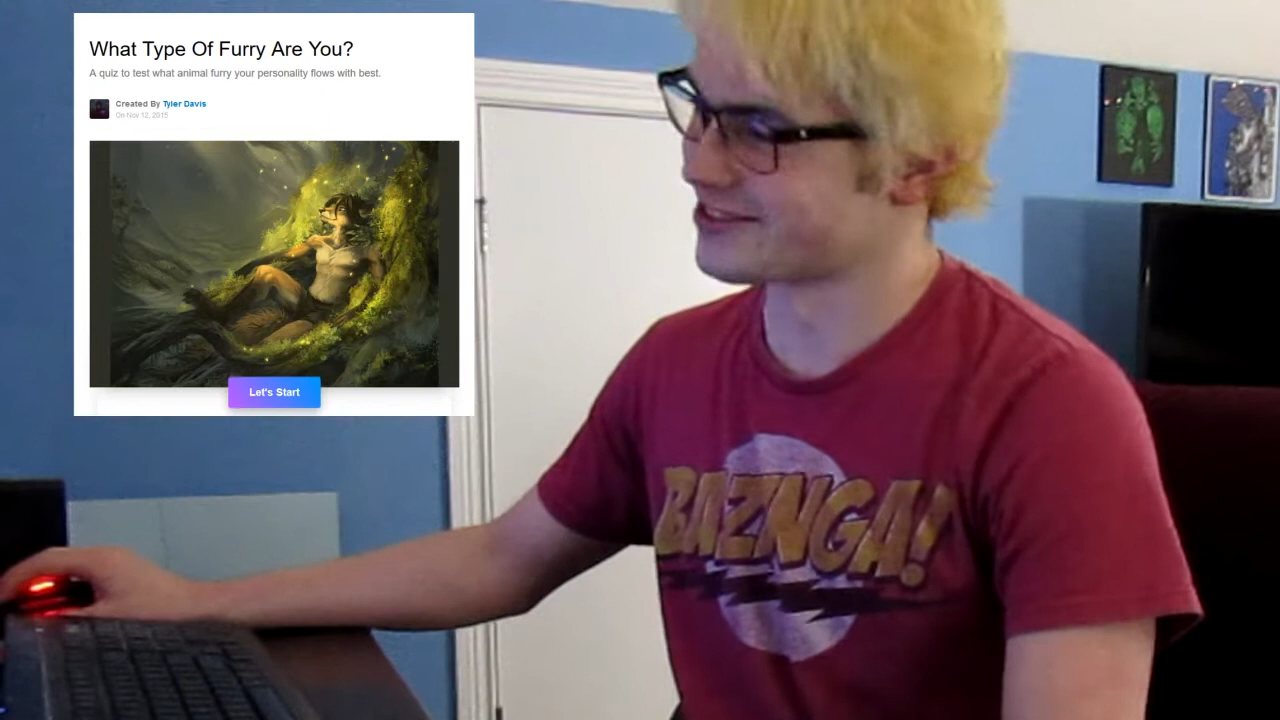 What Type Of Furry Are You?
A quiz to test what animal furry your personality flows with best.
Created By Tyler Davis
On Nov 12, 2015
Let's Start
BAZNGA!